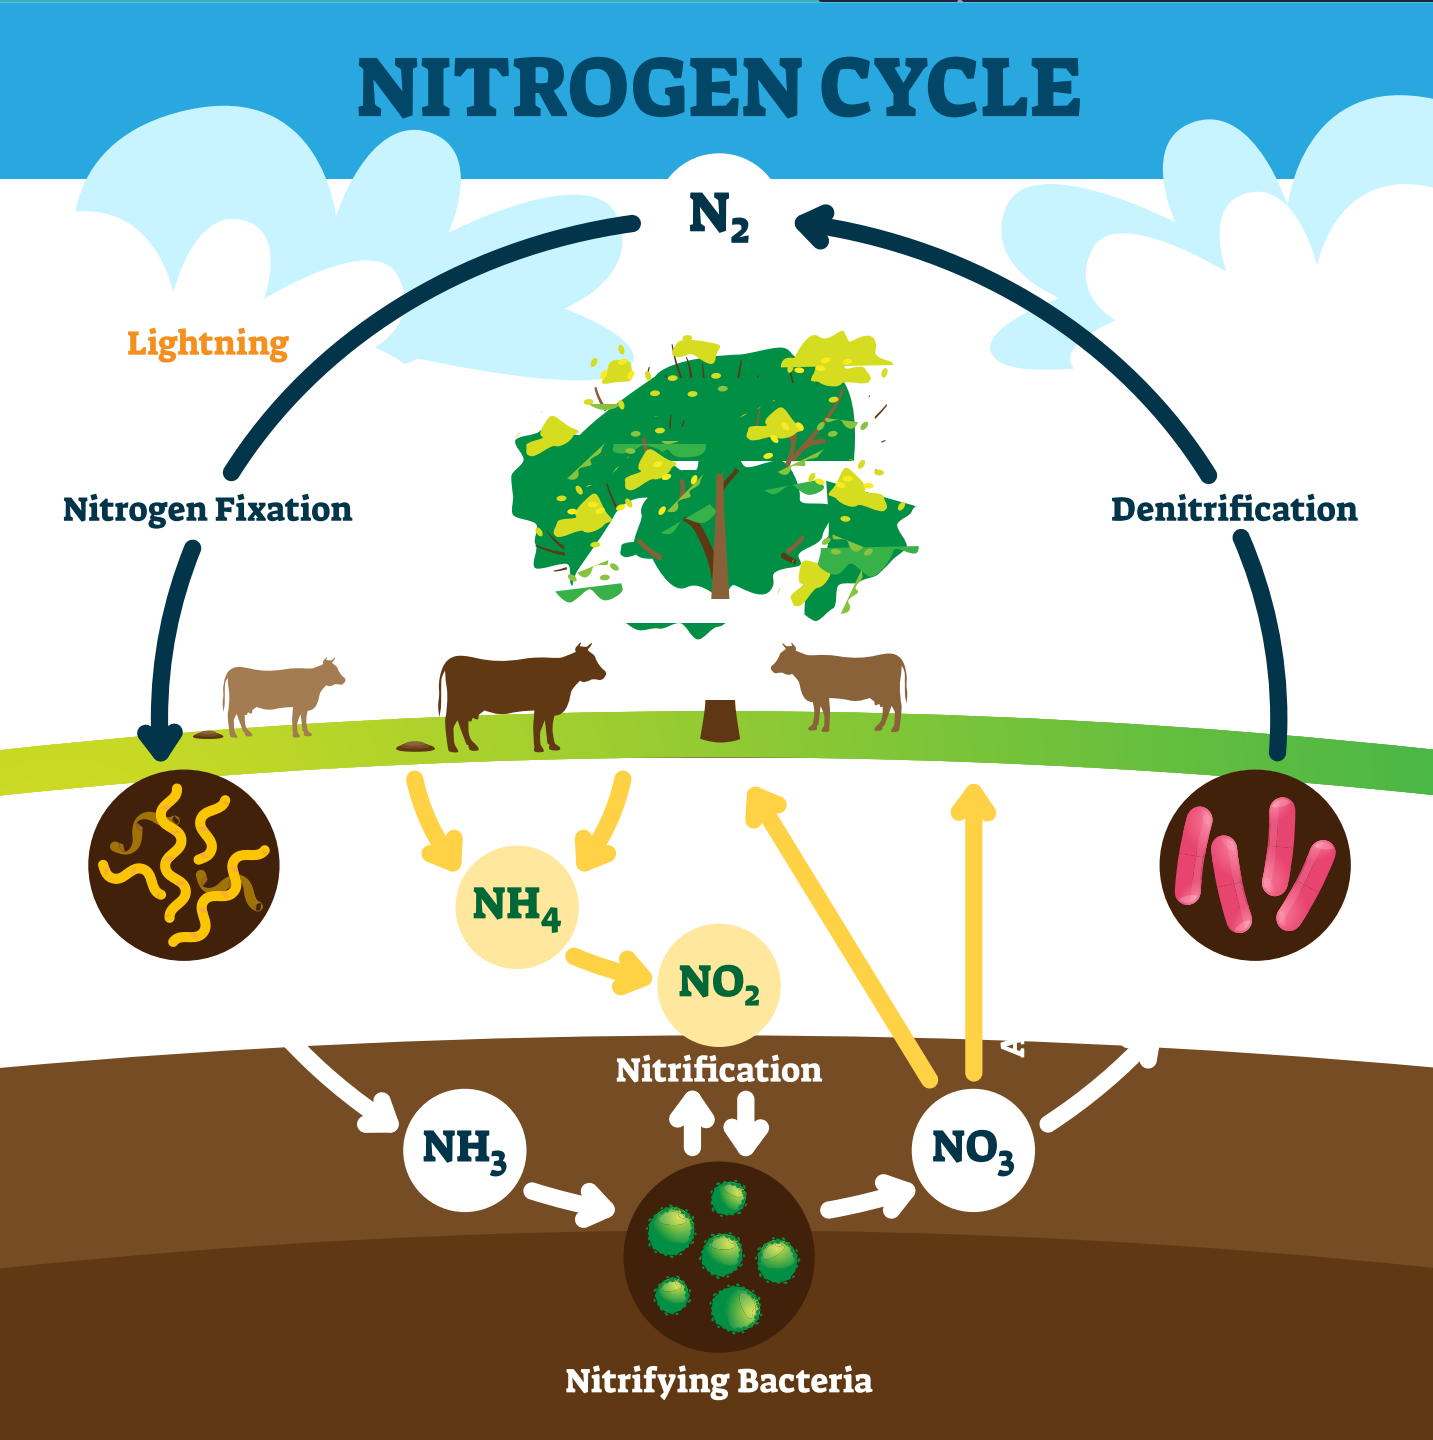 NITROGEN CYCLE
N₂
Lightning
Nitrogen Fixation
Denitrification
NH₄
NO₂
Nitrification
A
NH₃
NO₃
Nitrifying Bacteria